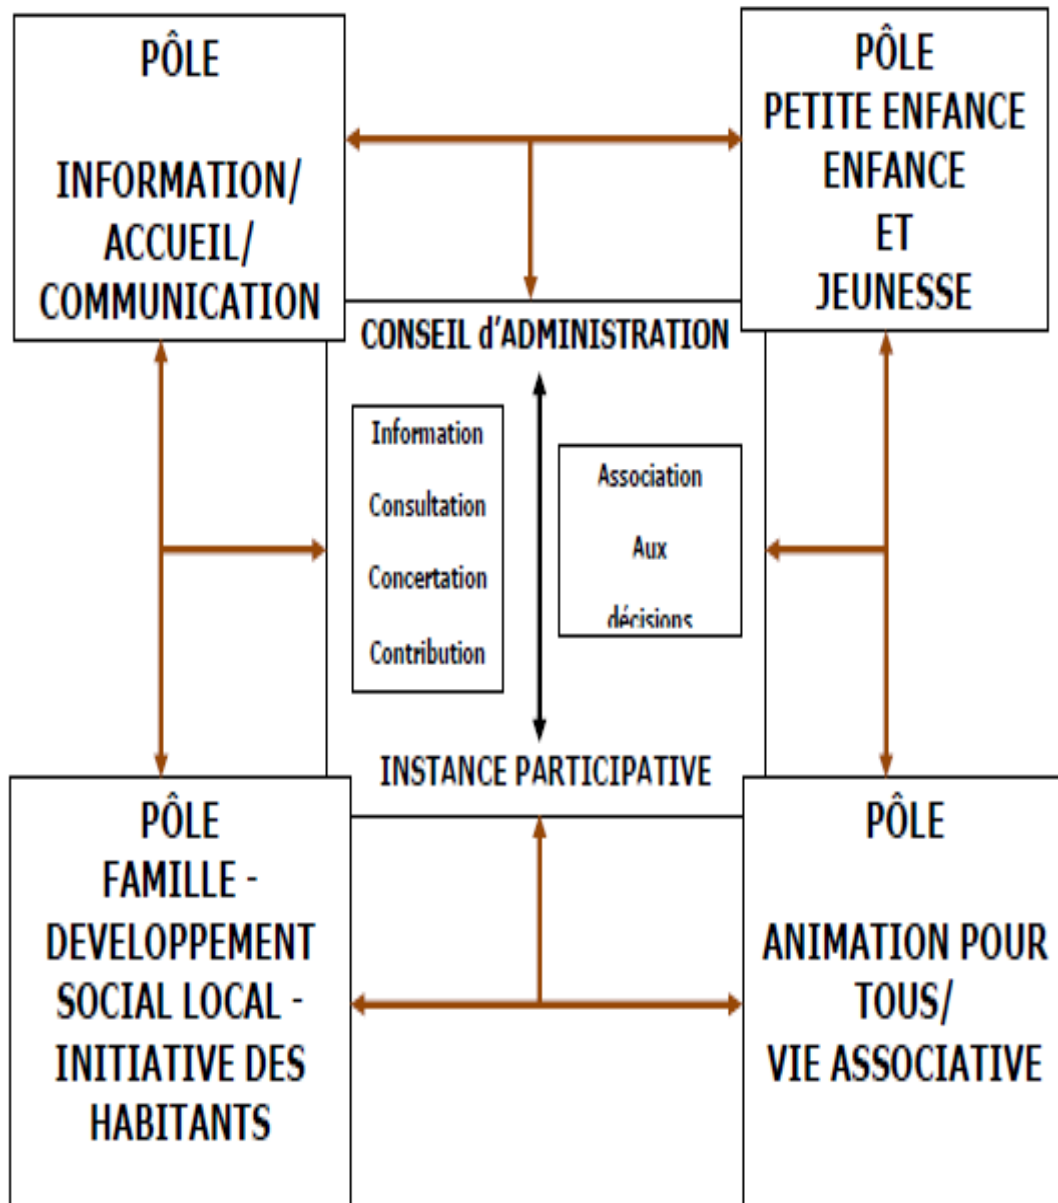 PÔLE
INFORMATION/
ACCUEIL/
COMMUNICATION
PÔLE
PETITE ENFANCE
ENFANCE
ET
JEUNESSE
CONSEIL d'ADMINISTRATION
Information
Consultation
Concertation
Contribution
Association
Aux
décisions
INSTANCE PARTICIPATIVE
PÔLE
FAMILLE -
DEVELOPPEMENT
SOCIAL LOCAL -
INITIATIVE DES
HABITANTS
PÔLE
ANIMATION POUR
TOUS/
VIE ASSOCIATIVE